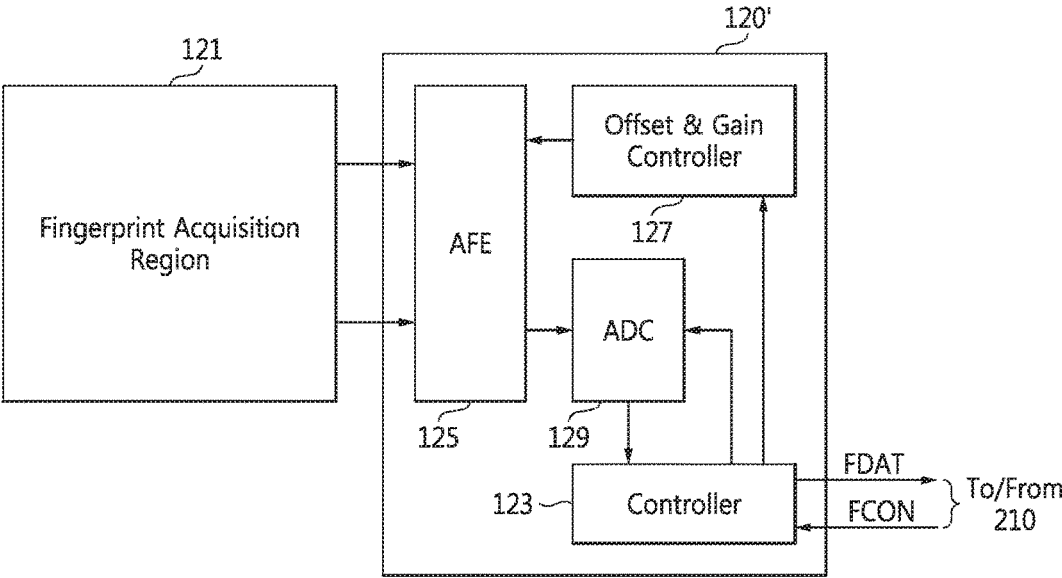 120'
121
Fingerprint Acquisition
Region
AFE
125
Offset & Gain
Controller
127
ADC
129
Controller
123
FDAT
FCON
To/From
210